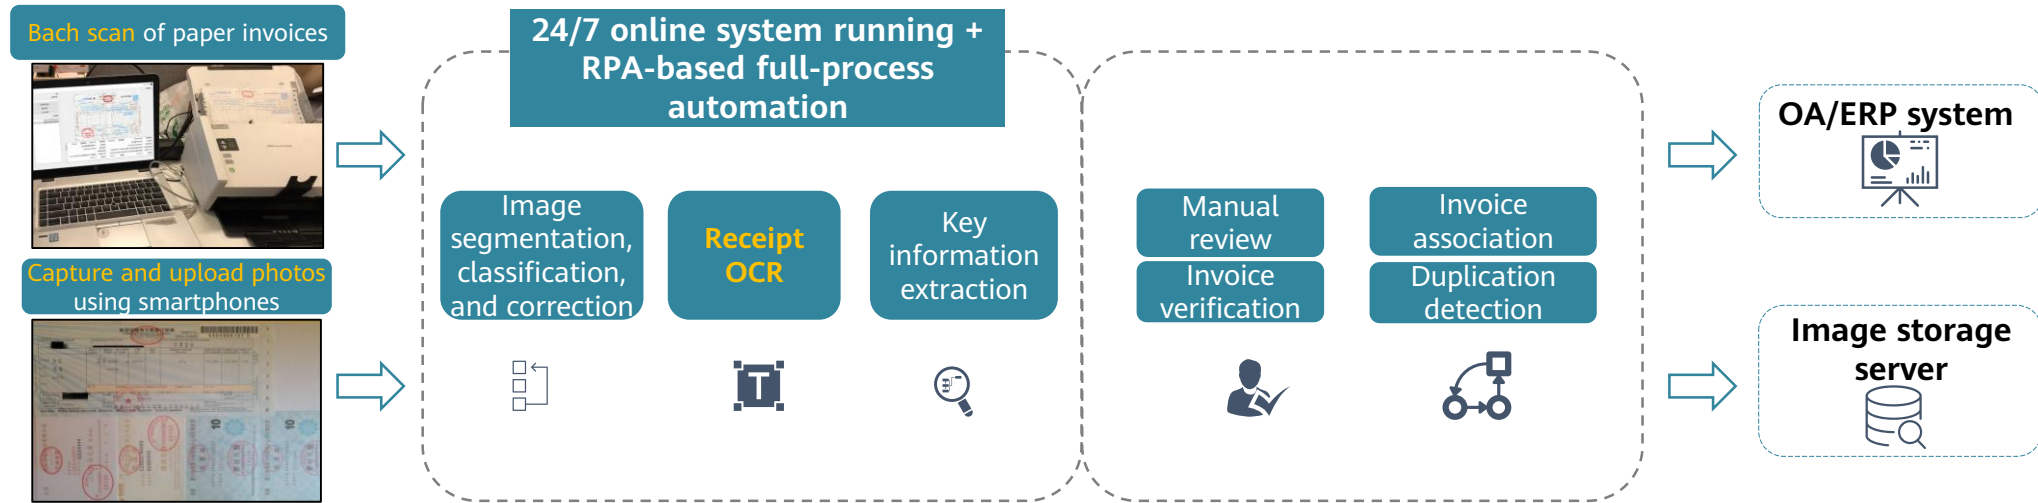 Bach scan of paper invoices
Capture and upload photos
using smartphones
24/7 online system running +
RPA-based full-process
automation
Image
segmentation,
classification,
and correction
Receipt
OCR
Key
information
extraction
T
Manual
review
Invoice
verification
Invoice
association
Duplication
detection
OA/ERP system
Image storage
server
10
10